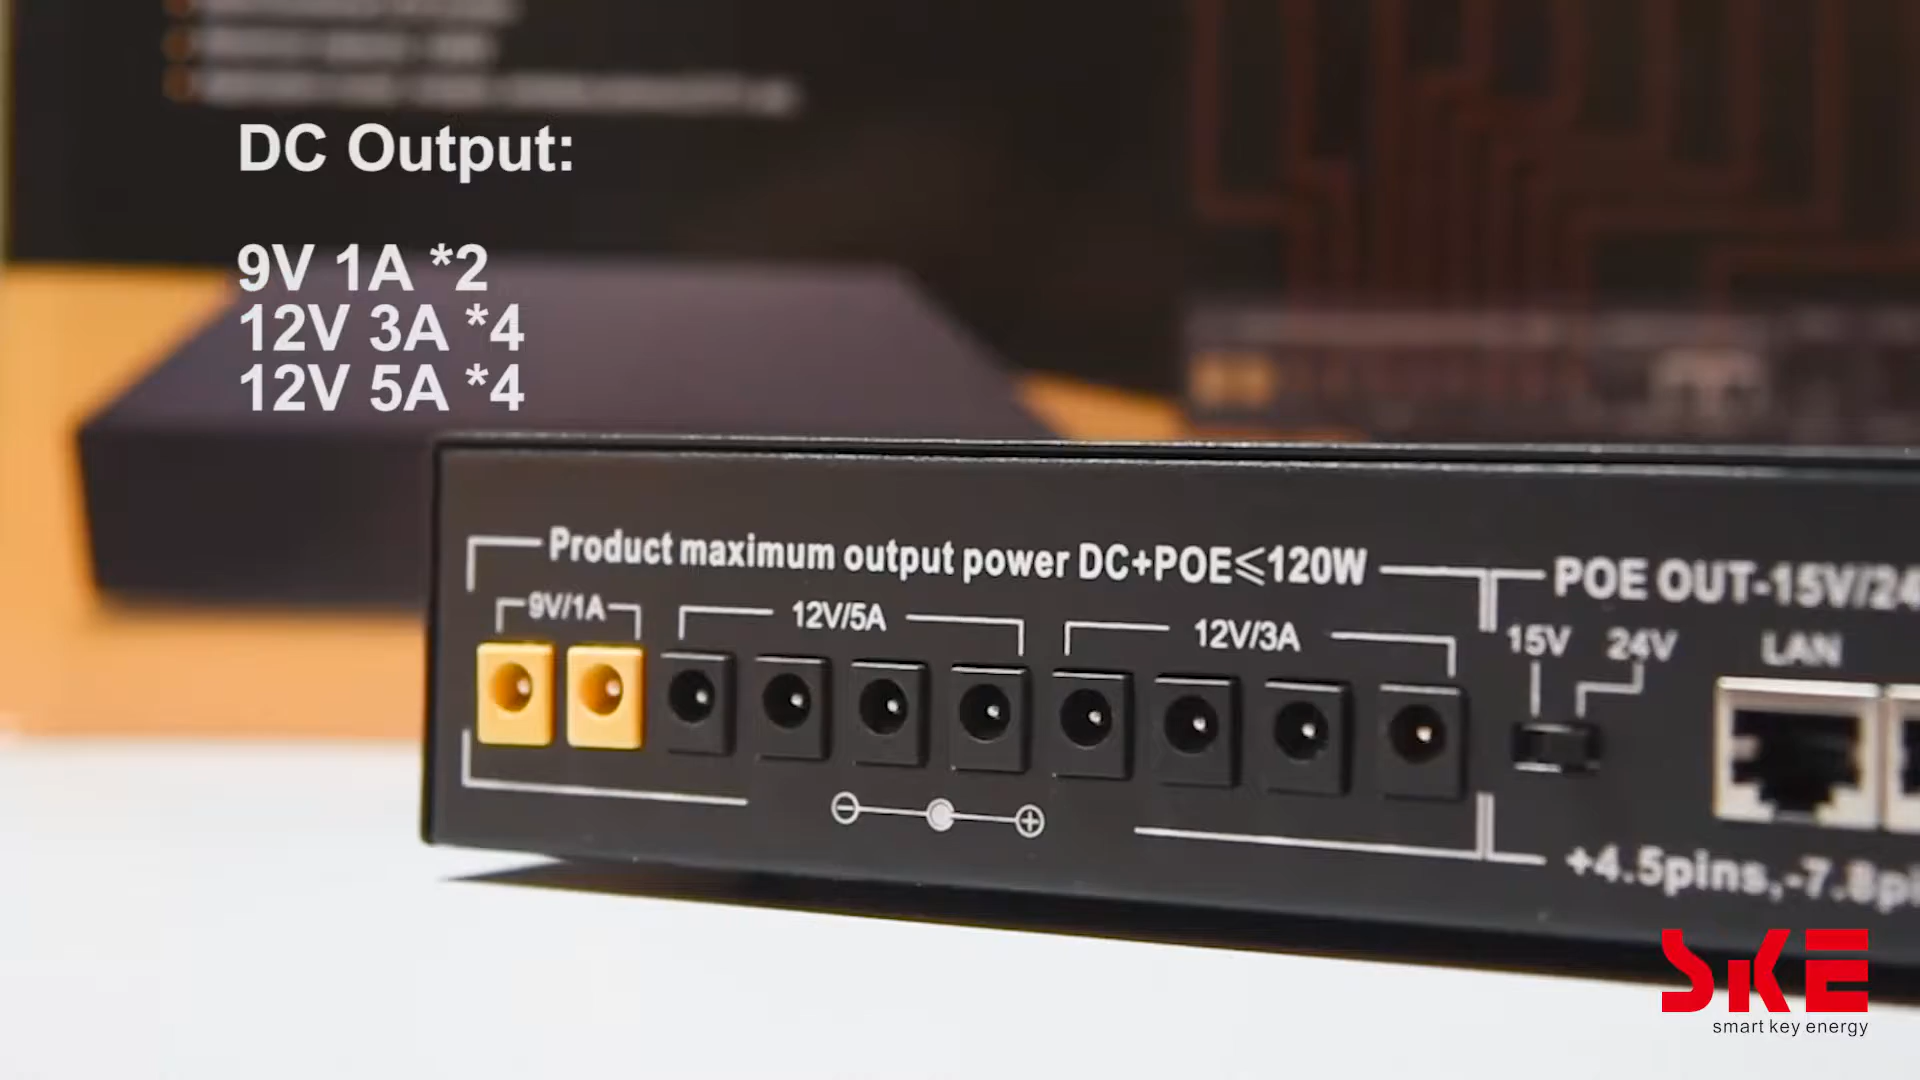 DC Output:
9V 1A *2
12V 3A *4
12V 5A *4
Product maximum output power DC+POE≤120W
9V/1A
12V/5A
12V/3A
POE OUT-15V/24
15V
24V
LAN
+4.5pins,-7.8pi
SKE
smart key energy